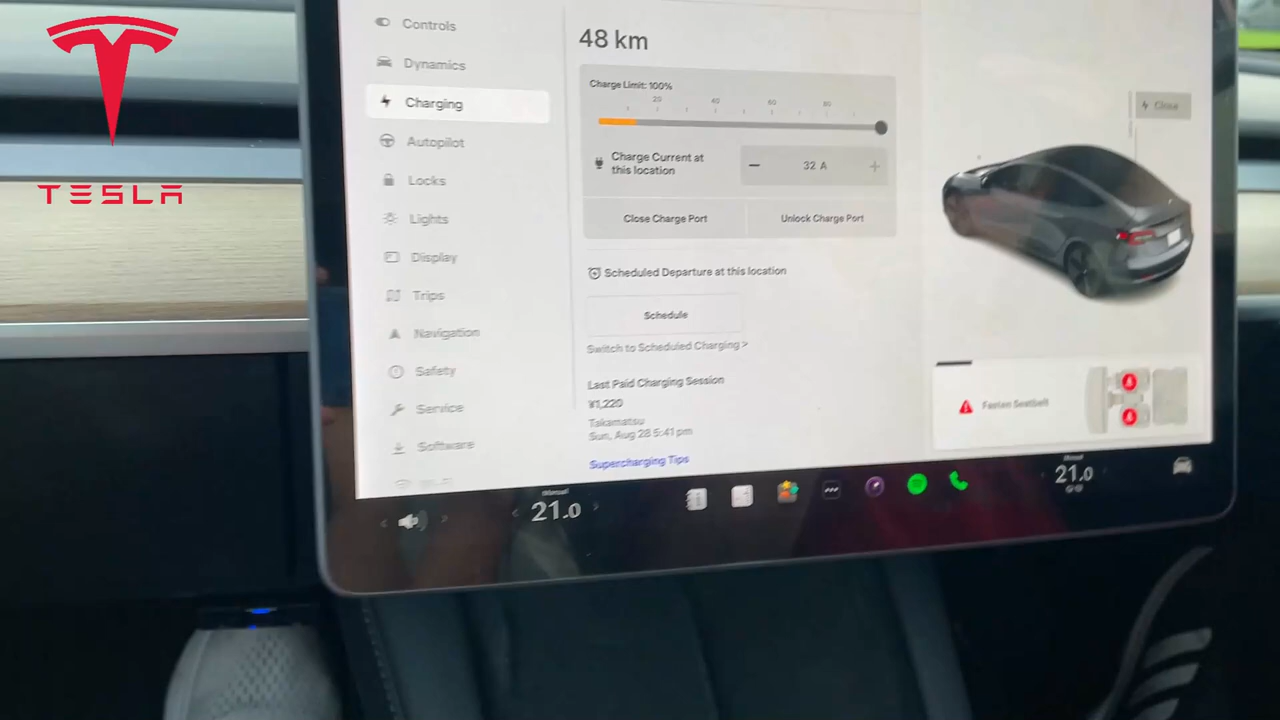 TESLA
Controls
Dynamics
Charging
Autopilot
Locks
Lights
Display
Trips
Navigation
Safety
Service
Software
48 km
Charge Limit: 100%
20 40 60 80
Charge Current at
this location
32 A
Close Charge Port
Unlock Charge Port
Scheduled Departure at this location
Schedule
Switch to Scheduled Charging >
Last Paid Charging Session
¥1,220
Takamatsu
Sun, Aug 28 5:41 pm
Supercharging Tips
Close
Fasten Seatbelt
Manual
21.0
Manual
21.0